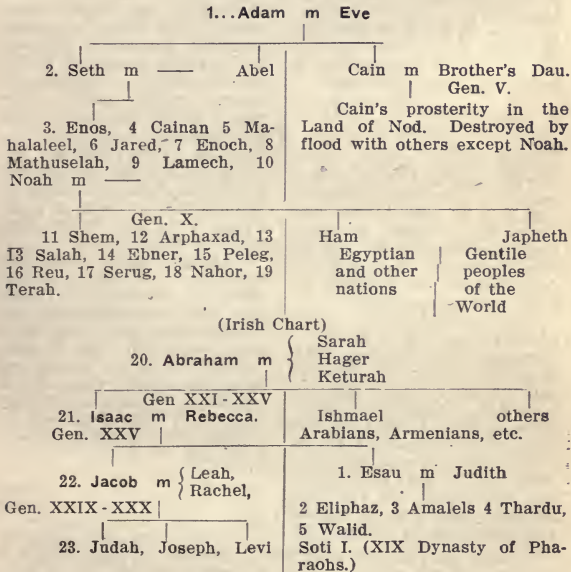 1...Adam m Eve
2. Seth m — Abel
Cain m Brother's Dau.
Gen. V.
3. Enos, 4 Cainan 5 Ma-
halaleel, 6 Jared, 7 Enoch, 8
Mathuselah, 9 Lamech, 10
Noah m —
Cain's prosterity in the
Land of Nod. Destroyed by
flood with others except Noah.
Gen. X.
11 Shem, 12 Arphaxad, 13
13 Salah, 14 Ebner, 15 Peleg,
16 Reu, 17 Serug, 18 Nahor, 19
Terah.
Ham
Egyptian
and other
nations
Japheth
Gentile
peoples
of the
World
(Irish Chart)
20. Abraham m
Sarah
Hager
Keturah
Gen XXI - XXV
21. Isaac m Rebecca.
Gen. XXV
Ishmael others
Arabians, Armenians, etc.
22. Jacob m
Leah,
Rachel,
Gen. XXIX - XXX
23. Judah, Joseph, Levi
1. Esau m Judith
2 Eliphaz, 3 Amalels 4 Thardu,
5 Walid.
Soti I. (XIX Dynasty of Pha-
raohs.)